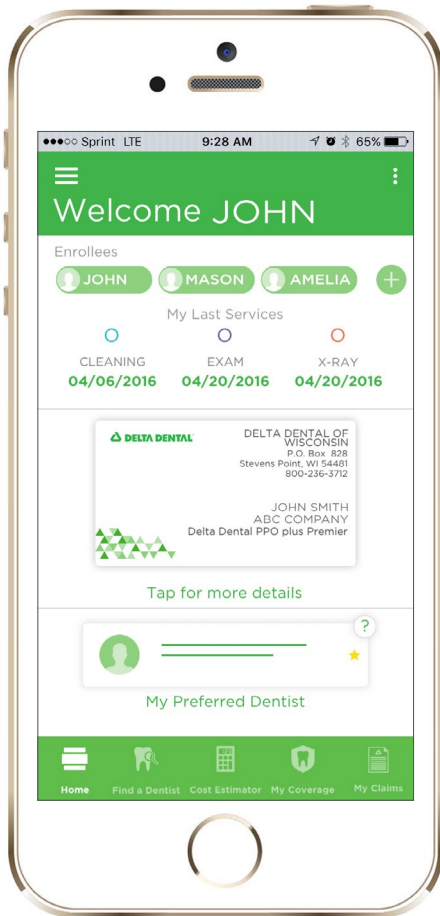 Sprint LTE 9:28 AM 65%
Welcome JOHN
Enrollees
JOHN MASON AMELIA +
My Last Services
CLEANING EXAM X-RAY
04/06/2016 04/20/2016 04/20/2016
DELTA DENTAL
DELTA DENTAL OF
WISCONSIN
P.O. Box 828
Stevens Point, WI 54481
800-236-3712
JOHN SMITH
ABC COMPANY
Delta Dental PPO plus Premier
Tap for more details
?
My Preferred Dentist
Home Find a Dentist Cost Estimator My Coverage My Claims